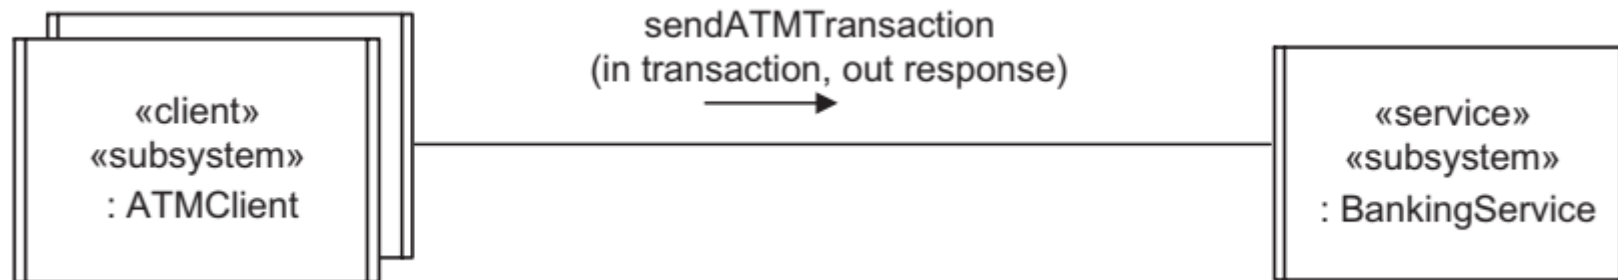 sendATMTransaction
(in transaction, out response)
«client»
«subsystem»
: ATMClient
«service»
«subsystem»
: BankingService